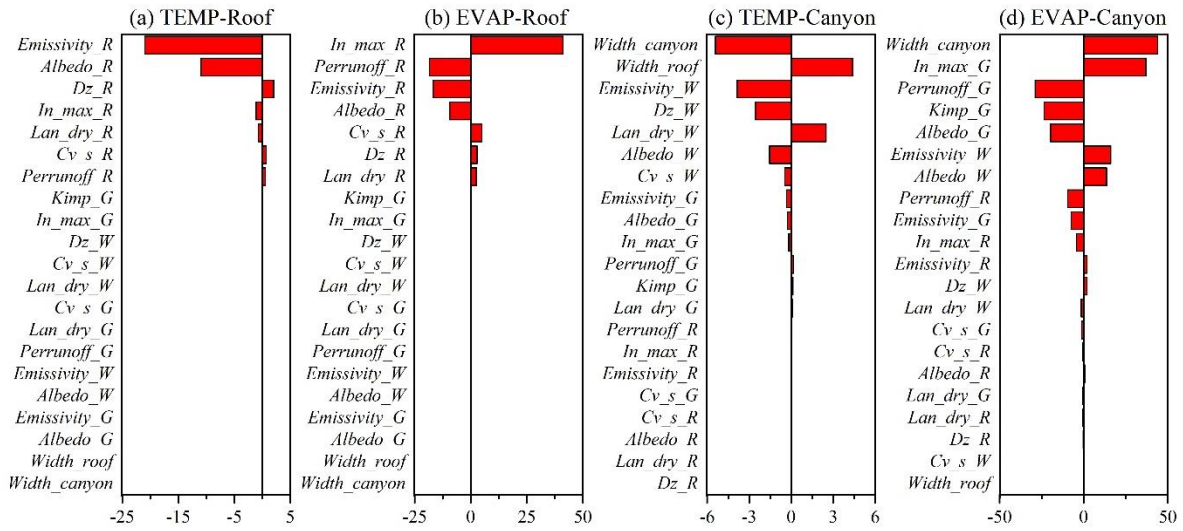 (a) TEMP-Roof
Emissivity_R
Albedo_R
Dz_R
In_max_R
Lan_dry_R
Cv_s_R
Perrunoff_R
Kimp_G
In_max_G
Dz_W
Cv_s_W
Lan_dry_W
Cv_s_G
Lan_dry_G
Perrunoff_G
Emissivity_W
Albedo_W
Emissivity_G
Albedo_G
Width_roof
Width_canyon
-25 -15 -5 5
(b) EVAP-Roof
In_max_R
Perrunoff_R
Emissivity_R
Albedo_R
Cv_s_R
Dz_R
Lan_dry_R
Kimp_G
In_max_G
Dz_W
Cv_s_W
Lan_dry_W
Cv_s_G
Lan_dry_G
Perrunoff_G
Emissivity_W
Albedo_W
Emissivity_G
Albedo_G
Width_roof
Width_canyon
-25 0 25 50
(c) TEMP-Canyon
Width_canyon
Width_roof
Emissivity_W
Dz_W
Lan_dry_W
Albedo_W
Cv_s_W
Emissivity_G
Albedo_G
In_max_G
Perrunoff_G
Kimp_G
Lan_dry_G
Perrunoff_R
In_max_R
Emissivity_R
Cv_s_G
Cv_s_R
Albedo_R
Lan_dry_R
Dz_R
-6 -3 0 3 6
(d) EVAP-Canyon
Width_canyon
In_max_G
Perrunoff_G
Kimp_G
Albedo_G
Emissivity_W
Albedo_W
Perrunoff_R
Emissivity_G
In_max_R
Emissivity_R
Dz_W
Lan_dry_W
Cv_s_G
Cv_s_R
Albedo_R
Lan_dry_G
Lan_dry_R
Dz_R
Cv_s_W
Width_roof
-50 -25 0 25 50